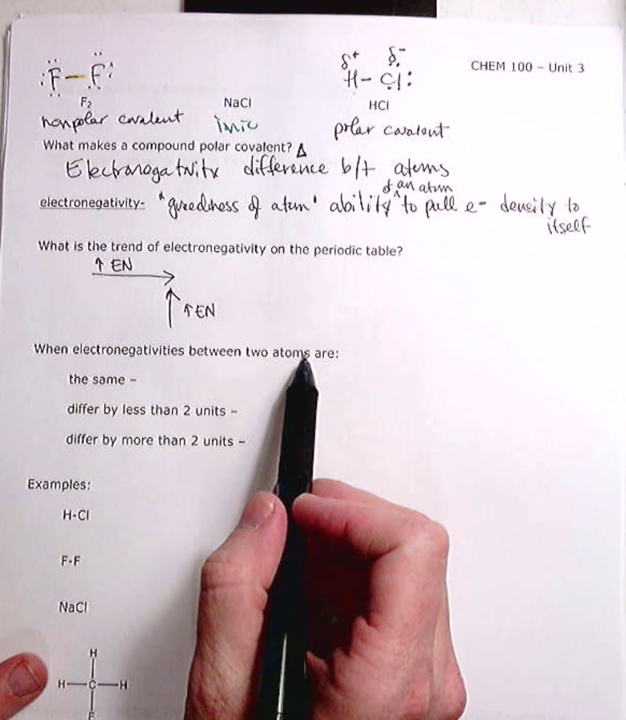 :F–F:
δ+ δ-
H–Cl:
CHEM 100 – Unit 3
F2
NaCl
HCl
nonpolar covalent
ionic
polar covalent
What makes a compound polar covalent? Δ
Electronegativity difference b/t atoms
of an atom
electronegativity- "greediness of atom" ability to pull e- density to
itself
What is the trend of electronegativity on the periodic table?
↑ EN
↑ EN
When electronegativities between two atoms are:
the same –
differ by less than 2 units –
differ by more than 2 units –
Examples:
H-Cl
F-F
NaCl
H
H—C—H